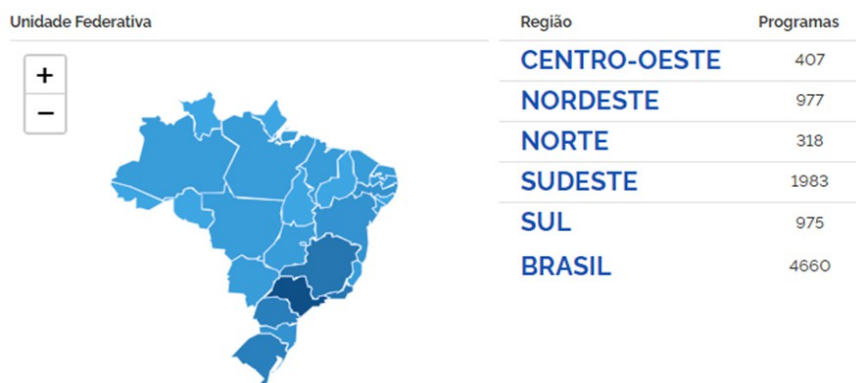 Unidade Federativa
+
−
Região Programas
CENTRO-OESTE 407
NORDESTE 977
NORTE 318
SUDESTE 1983
SUL 975
BRASIL 4660